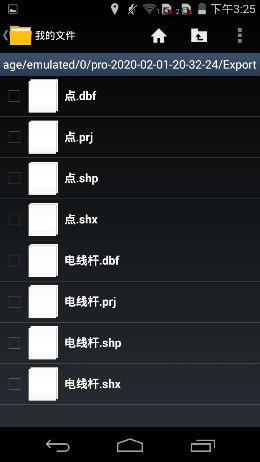 下午3:25
我的文件
age/emulated/0/pro-2020-02-01-20-32-24/Export
点.dbf
点.prj
点.shp
点.shx
电线杆.dbf
电线杆.prj
电线杆.shp
电线杆.shx